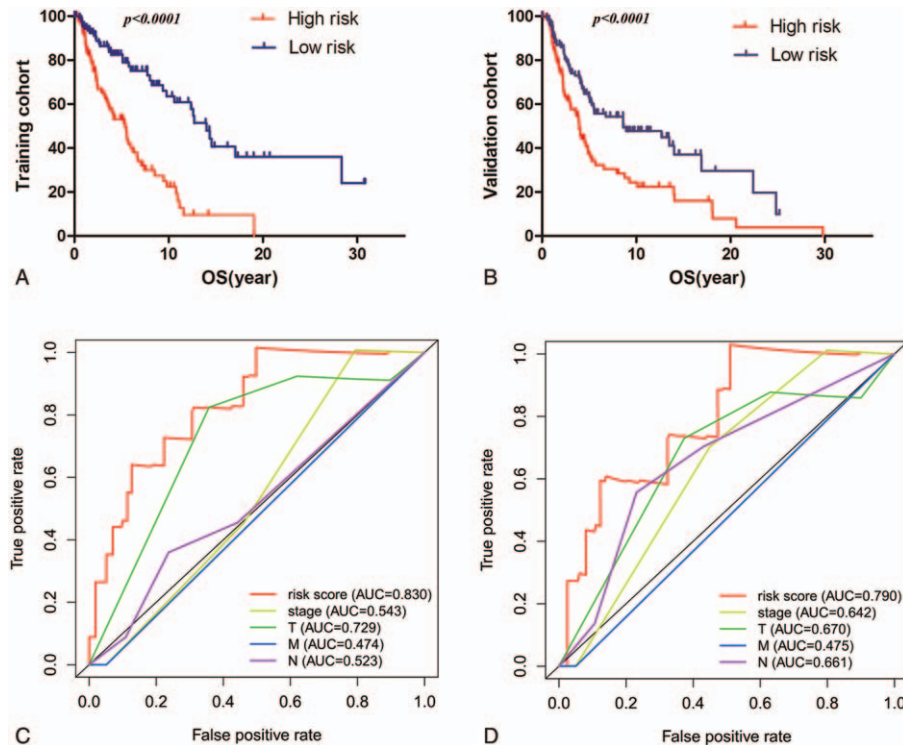 p<0.0001
High risk
Low risk
Training cohort
100
80
60
40
20
0
0 10 20 30
OS(year)
A
p<0.0001
High risk
Low risk
Validation cohort
100
80
60
40
20
0
0 10 20 30
OS(year)
B
True positive rate
1.0
0.8
0.6
0.4
0.2
0.0
risk score (AUC=0.830)
stage (AUC=0.543)
T (AUC=0.729)
M (AUC=0.474)
N (AUC=0.523)
0.0 0.2 0.4 0.6 0.8 1.0
False positive rate
C
True positive rate
1.0
0.8
0.6
0.4
0.2
0.0
risk score (AUC=0.790)
stage (AUC=0.642)
T (AUC=0.670)
M (AUC=0.475)
N (AUC=0.661)
0.0 0.2 0.4 0.6 0.8 1.0
False positive rate
D